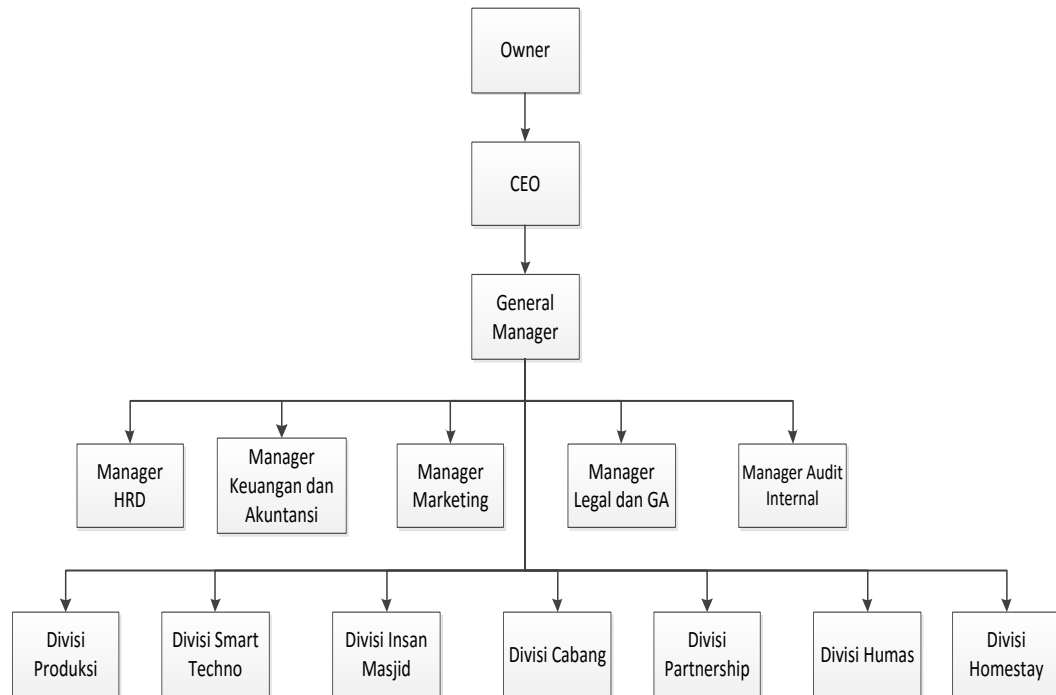 Owner
CEO
General
Manager
Manager
HRD
Manager
Keuangan dan
Akuntansi
Manager
Marketing
Manager
Legal dan GA
Manager Audit
Internal
Divisi
Produksi
Divisi Smart
Techno
Divisi Insan
Masjid
Divisi Cabang
Divisi
Partnership
Divisi Humas
Divisi
Homestay